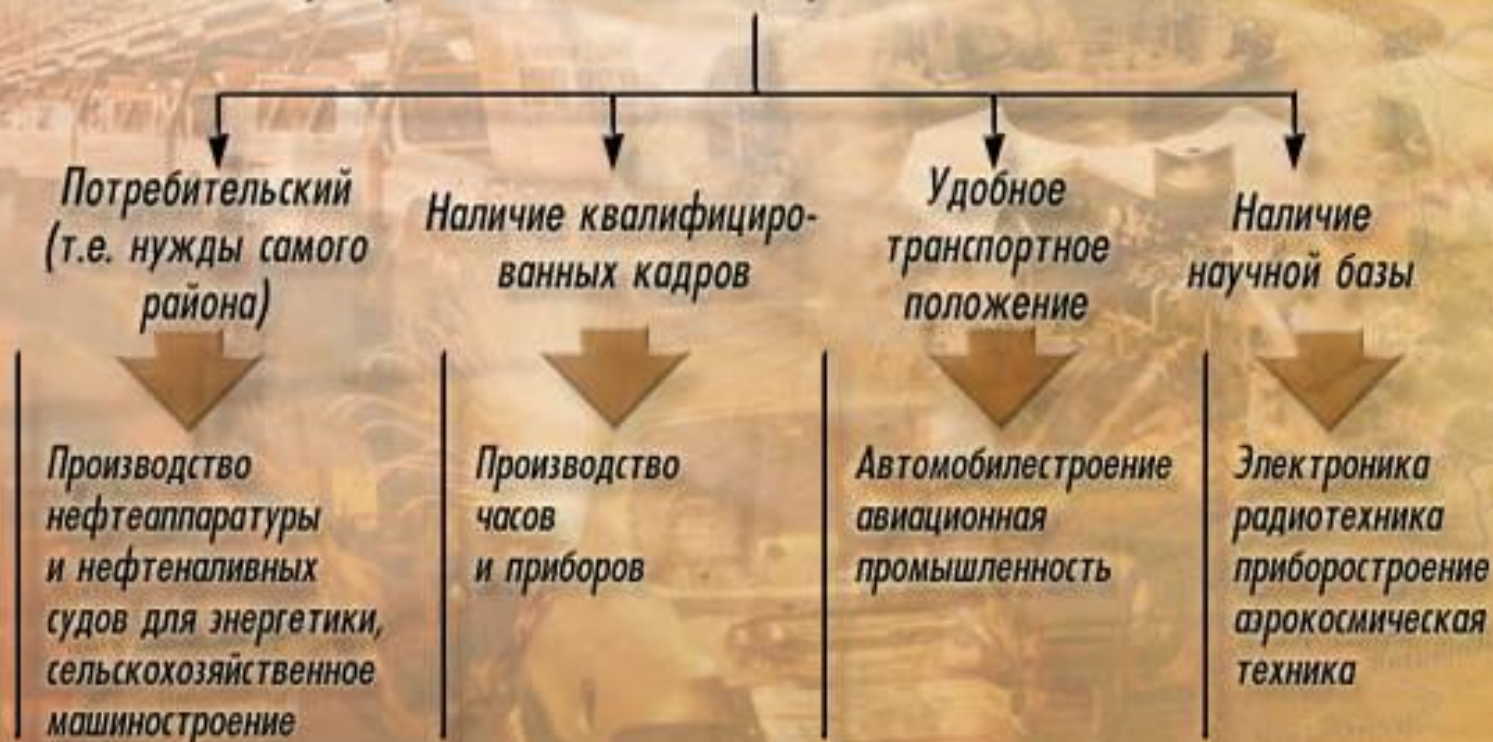 Потребительский
(т.е. нужды самого
района)
Наличие квалифициро-
ванных кадров
Удобное
транспортное
положение
Наличие
научной базы
Производство
нефтеаппаратуры
и нефтеналивных
судов для энергетики,
сельскохозяйственное
машиностроение
Производство
часов
и приборов
Автомобилестроение
авиационная
промышленность
Электроника
радиотехника
приборостроение
аэрокосмическая
техника